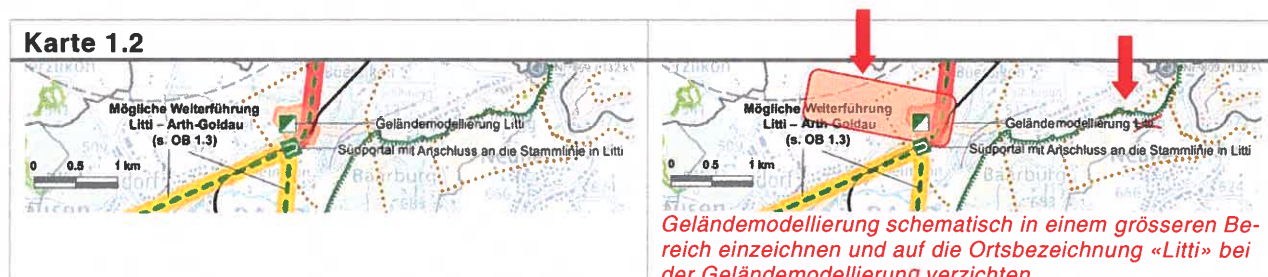 Karte 1.2
Mögliche Weiterführung
Litti – Arth-Goldau
(s. OB 1.3)
Geländemodellierung Litti
Südportal mit Anschluss an die Stammlinie in Litti
0 0.5 1 km
Baarburg
Mögliche Weiterführung
Litti – Arth-Goldau
(s. OB 1.3)
Geländemodellierung Litti
Südportal mit Anschluss an die Stammlinie in Litti
0 0.5 1 km
Baarburg
Geländemodellierung schematisch in einem grösseren Be-
reich einzeichnen und auf die Ortsbezeichnung «Litti» bei
der Geländemodellierung verzichten